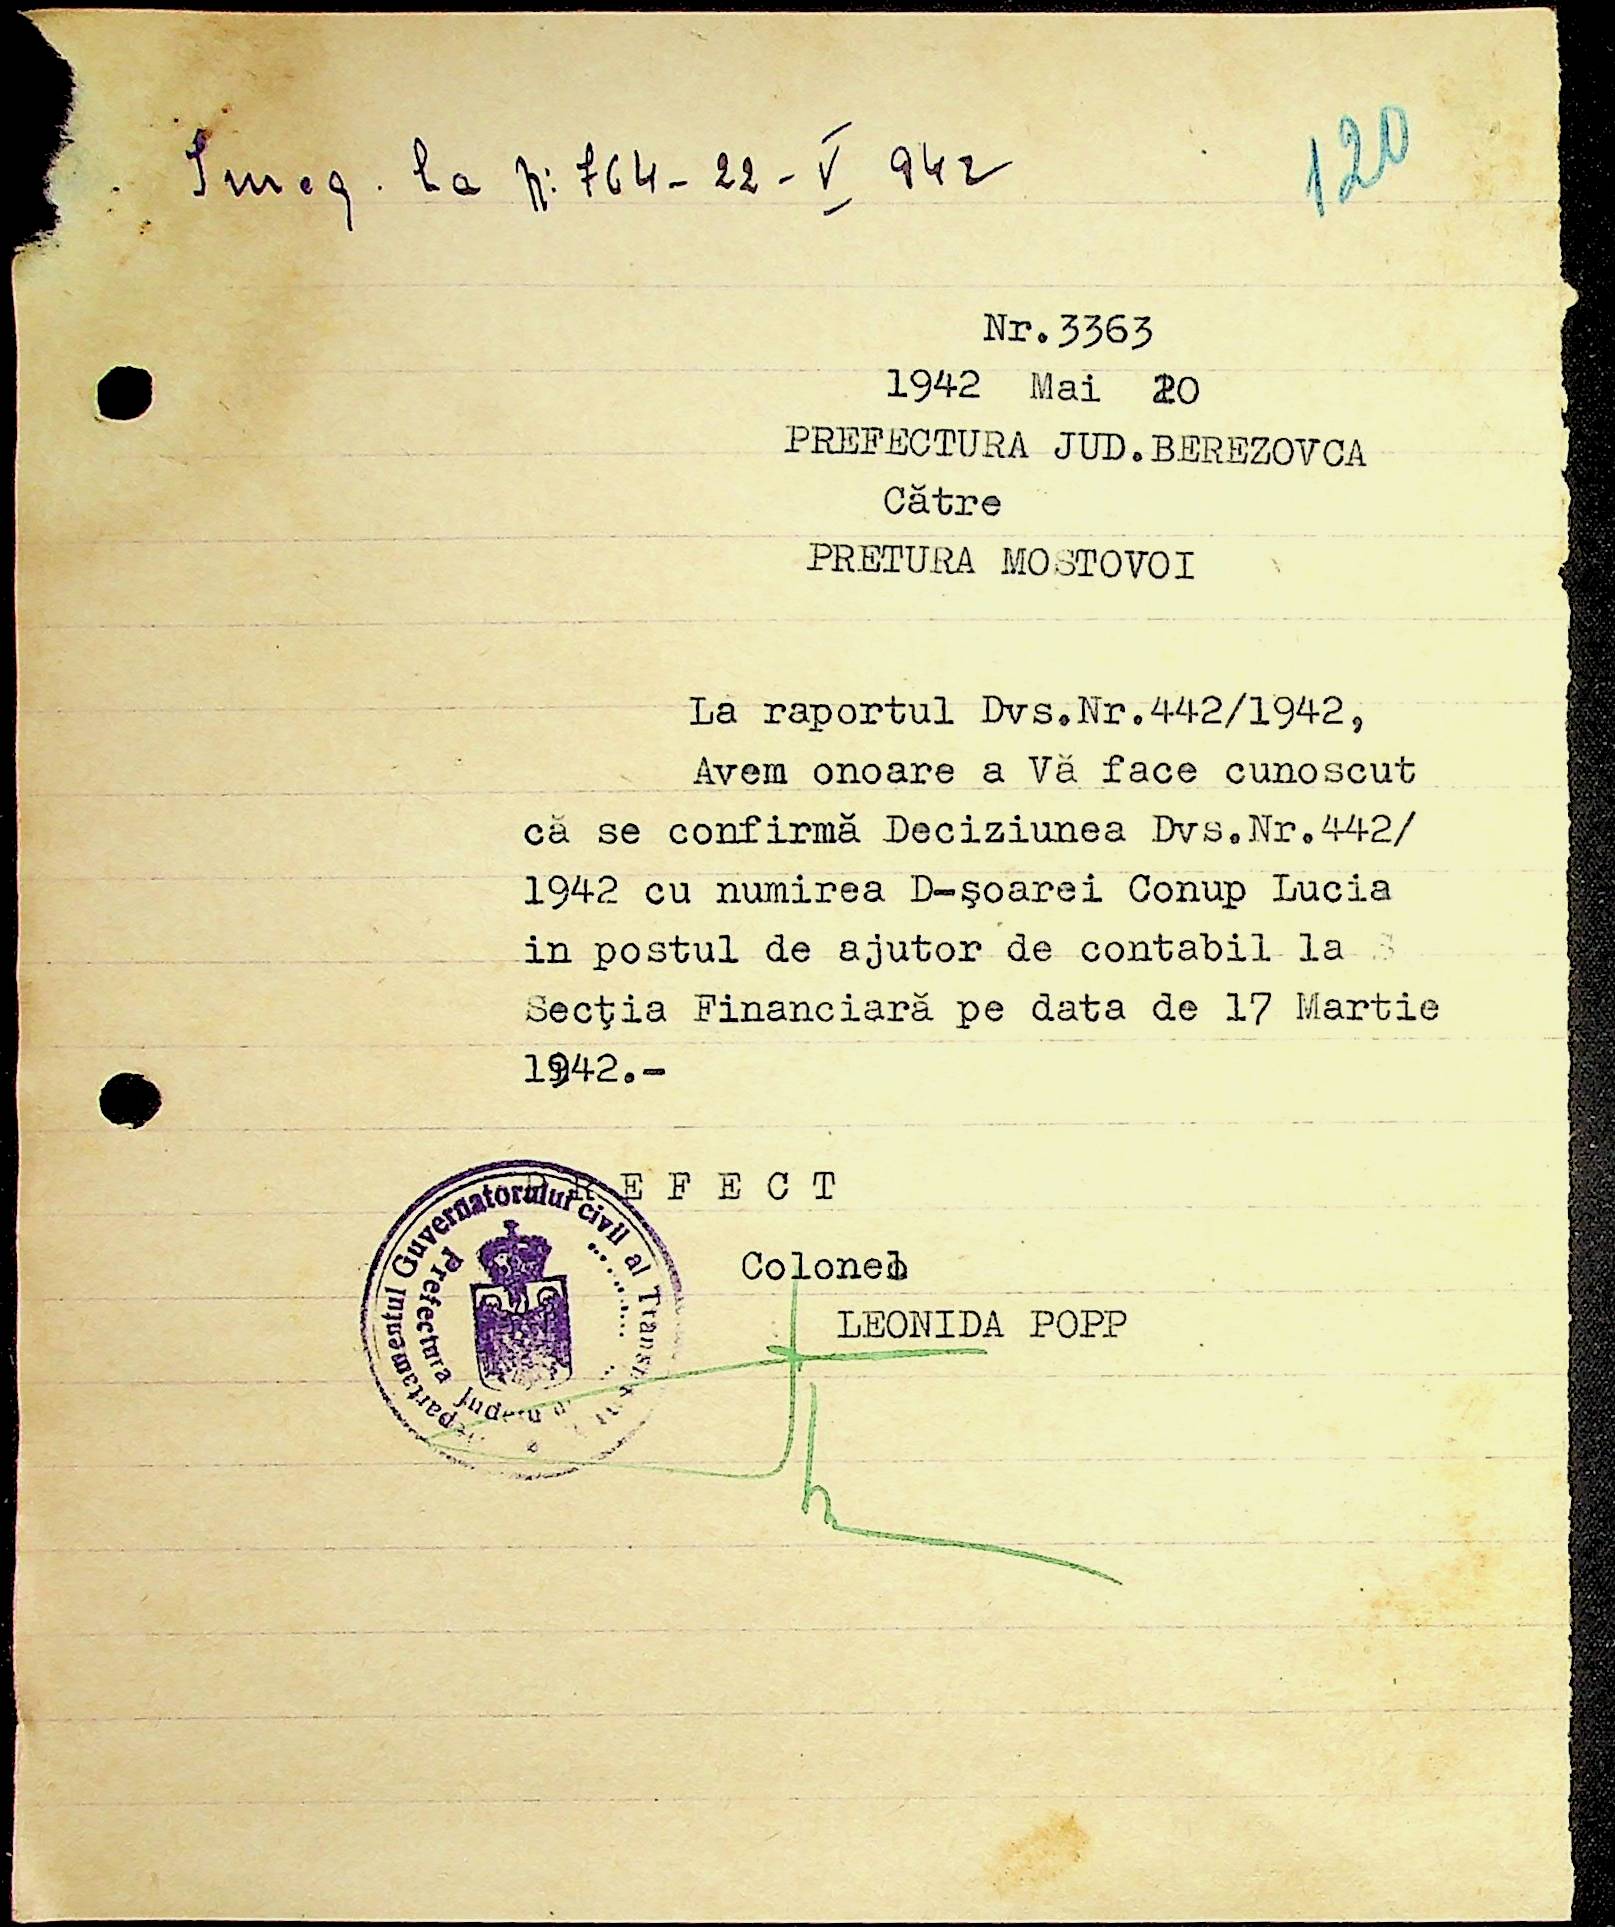 Inreg. la N: 764 - 22 - V 942
120
Nr.3363
1942 Mai 20
PREFECTURA JUD.BEREZOVCA
Către
PRETURA MOSTOVOI
La raportul Dvs.Nr.442/1942,
Avem onoare a Vă face cunoscut
că se confirmă Deciziunea Dvs.Nr.442/
1942 cu numirea D-şoarei Conup Lucia
in postul de ajutor de contabil la S
Secţia Financiară pe data de 17 Martie
1942.-
P R E F E C T
Colonel
LEONIDA POPP
Guvernatorului civil al
Prefectura